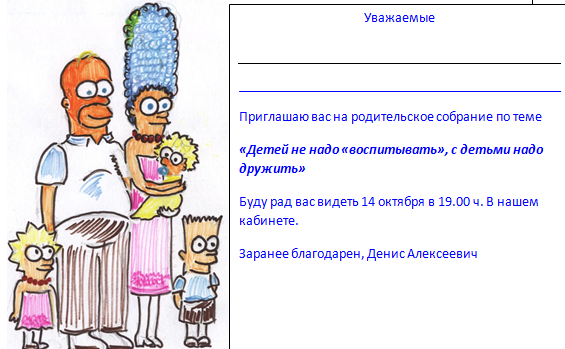 Уважаемые
Приглашаю вас на родительское собрание по теме
«Детей не надо «воспитывать», с детьми надо
дружить»
Буду рад вас видеть 14 октября в 19.00 ч. В нашем
кабинете.
Заранее благодарен, Денис Алексеевич